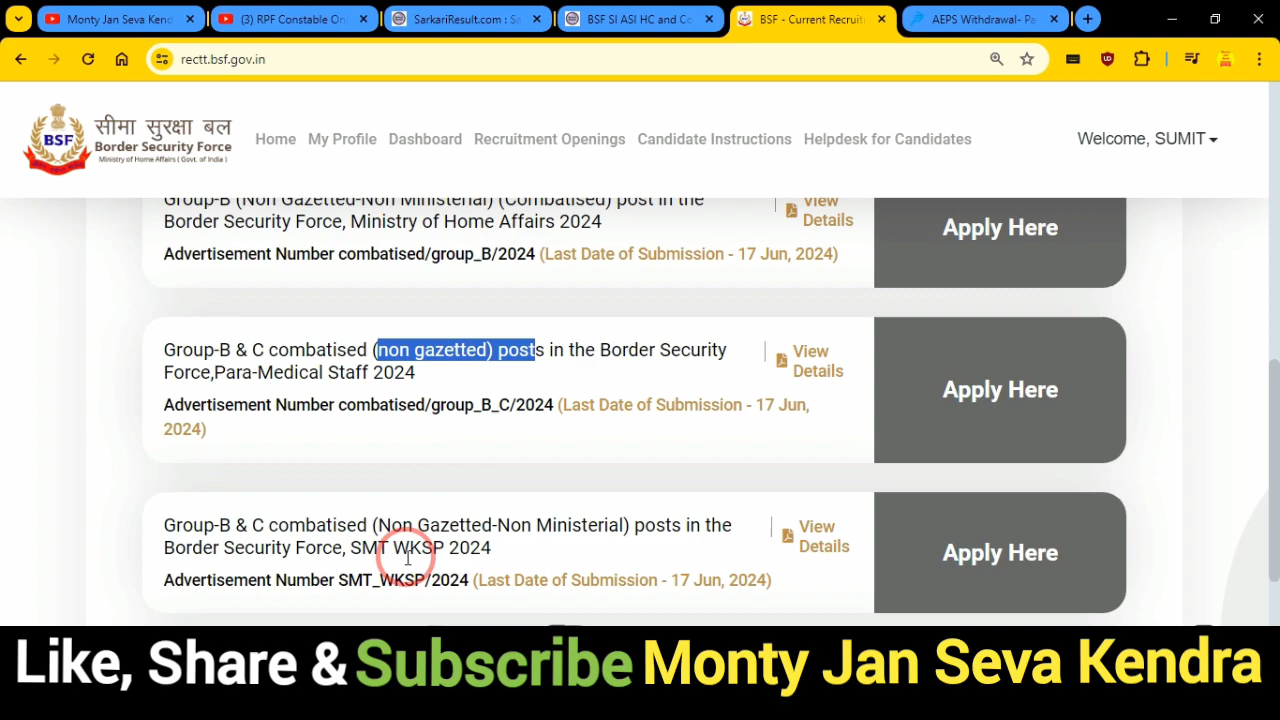 Monty Jan Seva Kend
(3) RPF Constable Onl
SarkariResult.com : Sa
BSF SI ASI HC and Co
BSF - Current Recruit
AEPS Withdrawal- Pa
rectt.bsf.gov.in
सीमा सुरक्षा बल
BSF
Border Security Force
Ministry of Home Affairs ( Govt. of India )
Home My Profile Dashboard Recruitment Openings Candidate Instructions Helpdesk for Candidates
Welcome, SUMIT
Group-B (Non Gazetted-Non Ministerial) (Combatised) post in the
Border Security Force, Ministry of Home Affairs 2024
Advertisement Number combatised/group_B/2024 (Last Date of Submission - 17 Jun, 2024)
View
Details
Apply Here
Group-B & C combatised (non gazetted) posts in the Border Security
Force,Para-Medical Staff 2024
Advertisement Number combatised/group_B_C/2024 (Last Date of Submission - 17 Jun,
2024)
View
Details
Apply Here
Group-B & C combatised (Non Gazetted-Non Ministerial) posts in the
Border Security Force, SMT WKSP 2024
Advertisement Number SMT_WKSP/2024 (Last Date of Submission - 17 Jun, 2024)
View
Details
Apply Here
Like, Share & Subscribe Monty Jan Seva Kendra